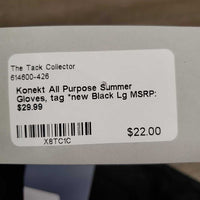 The Tack Collector
614600-426
Konekt All Purpose Summer
Gloves, tag *new Black Lg MSRP:
$29.99
X8TC1C
$22.00